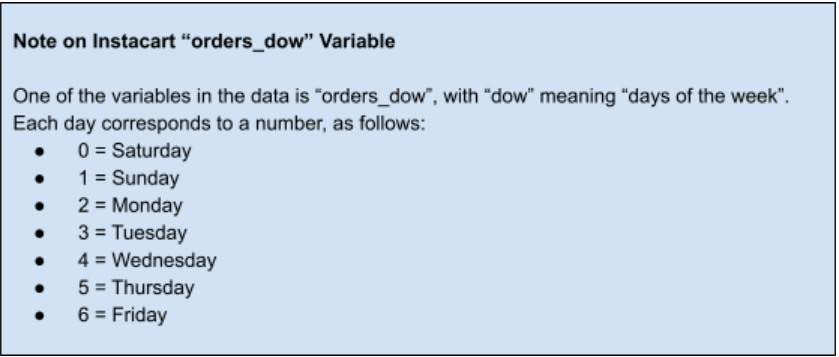 Note on Instacart “orders_dow” Variable
One of the variables in the data is “orders_dow”, with “dow” meaning “days of the week”.
Each day corresponds to a number, as follows:
● 0 = Saturday
● 1 = Sunday
● 2 = Monday
● 3 = Tuesday
● 4 = Wednesday
● 5 = Thursday
● 6 = Friday